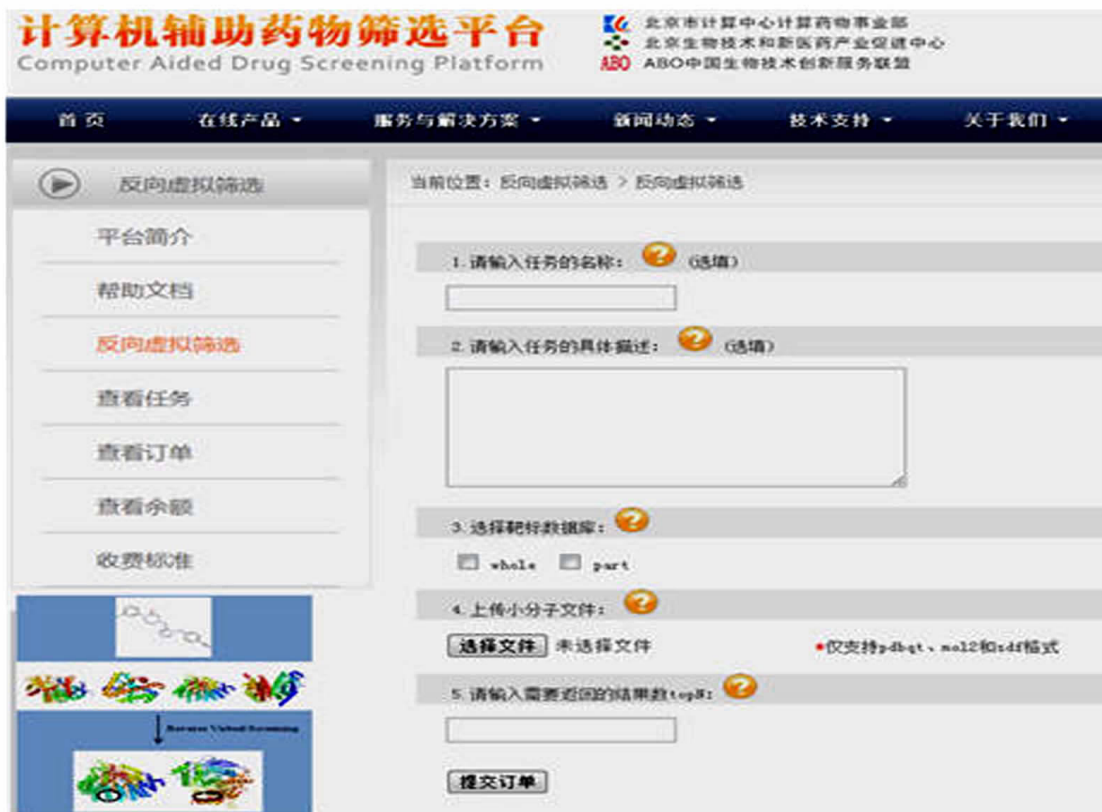 计算机辅助药物筛选平台
Computer Aided Drug Screening Platform
北京市计算中心计算药物事业部
北京生物技术和新医药产业促进中心
ABO ABO中国生物技术创新服务联盟
首页 在线产品 服务与解决方案 新闻动态 技术支持 关于我们
反向虚拟筛选
平台简介
帮助文档
反向虚拟筛选
查看任务
查看订单
查看余额
收费标准
Reverse Virtual Screening
当前位置：反向虚拟筛选 > 反向虚拟筛选
1.请输入任务的名称： ? (选填)
2.请输入任务的具体描述： ? (选填)
3.选择靶标数据库： ?
whole part
4.上传小分子文件： ?
选择文件 未选择文件 *仅支持pdbqt、mol2和sdf格式
5.请输入需要返回的结果数topN: ?
提交订单